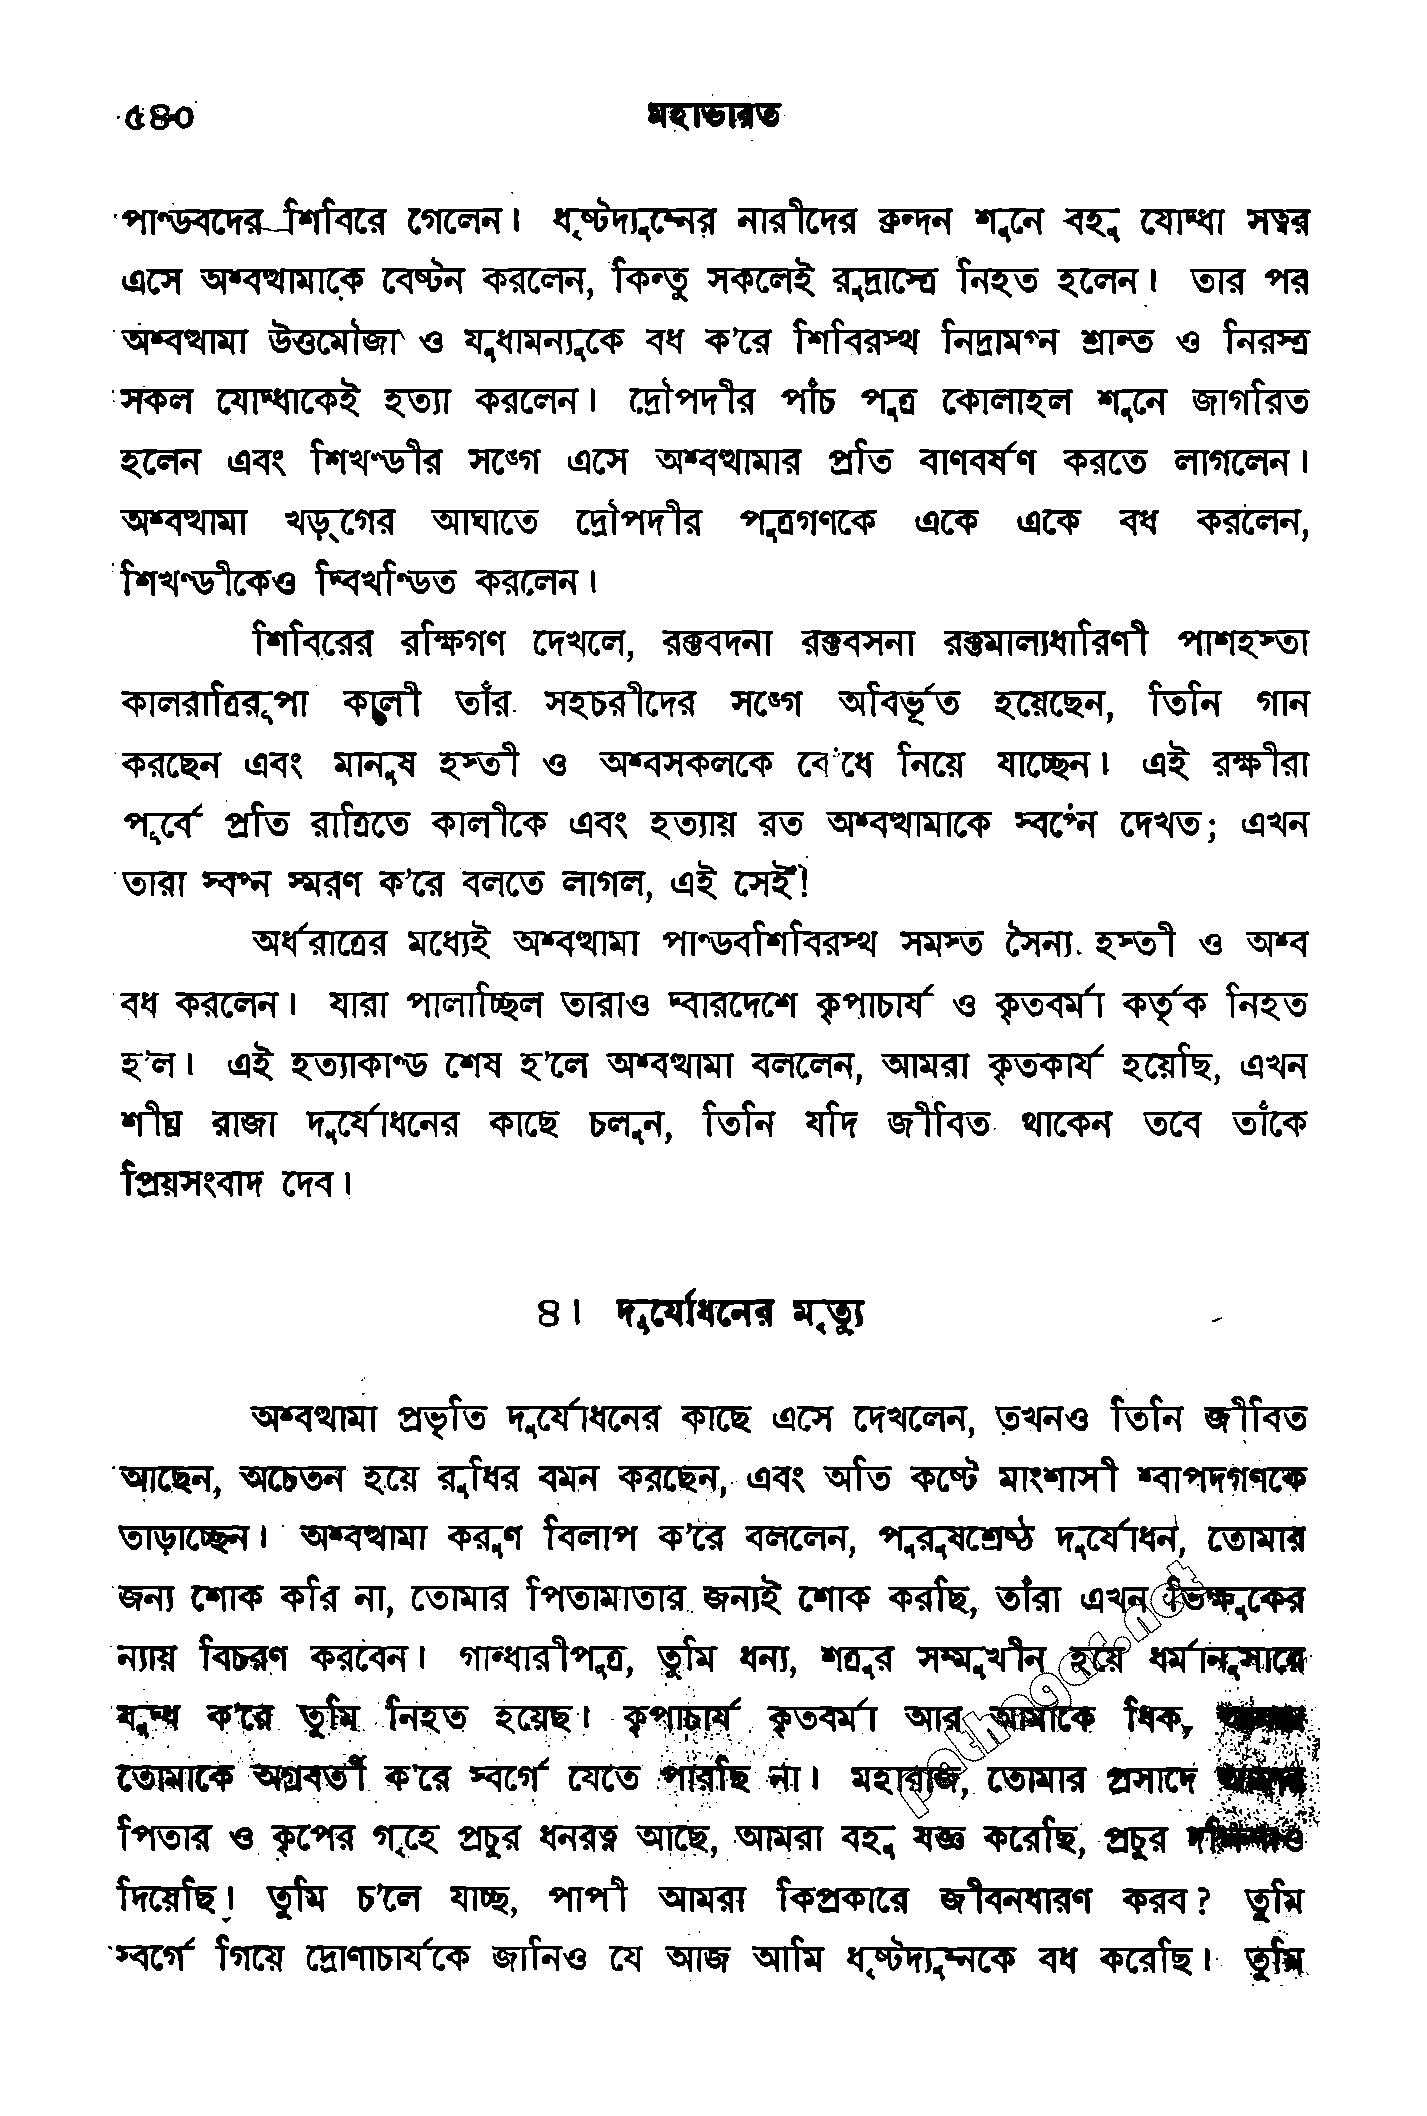 ৫৪০ মহাভারত
পাণ্ডবদের শিবিরে গেলেন। ধৃষ্টদ্যুম্নের নারীদের ক্রন্দন শুনে বহু যোদ্ধা সত্বর
এসে অশ্বত্থামাকে বেষ্টন করলেন, কিন্তু সকলেই রুদ্রাস্ত্রে নিহত হলেন। তার পর
অশ্বত্থামা উত্তমৌজা ও যুধামন্যুকে বধ ক'রে শিবিরস্থ নিদ্রামগ্ন শ্রান্ত ও নিরস্ত্র
সকল যোদ্ধাকেই হত্যা করলেন। দ্রৌপদীর পাঁচ পুত্র কোলাহল শুনে জাগরিত
হলেন এবং শিখণ্ডীর সঙ্গে এসে অশ্বত্থামার প্রতি বাণবর্ষণ করতে লাগলেন।
অশ্বত্থামা খড়্‌গের আঘাতে দ্রৌপদীর পুত্রগণকে একে একে বধ করলেন,
শিখণ্ডীকেও দ্বিখণ্ডিত করলেন।
শিবিরের রক্ষিগণ দেখলে, রক্তবদনা রক্তবসনা রক্তমাল্যধারিণী পাশহস্তা
কালরাত্রিরূপা কালী তাঁর সহচরীদের সঙ্গে অবির্ভূত হয়েছেন, তিনি গান
করছেন এবং মানুষ হস্তী ও অশ্বসকলকে বেঁধে নিয়ে যাচ্ছেন। এই রক্ষীরা
পূর্বে প্রতি রাত্রিতে কালীকে এবং হত্যায় রত অশ্বত্থামাকে স্বপ্নে দেখত; এখন
তারা স্বপ্ন স্মরণ ক'রে বলতে লাগল, এই সেই!
অর্ধরাত্রের মধ্যেই অশ্বত্থামা পাণ্ডবশিবিরস্থ সমস্ত সৈন্য হস্তী ও অশ্ব
বধ করলেন। যারা পালাচ্ছিল তারাও দ্বারদেশে কৃপাচার্য ও কৃতবর্মা কর্তৃক নিহত
হ'ল। এই হত্যাকাণ্ড শেষ হ'লে অশ্বত্থামা বললেন, আমরা কৃতকার্য হয়েছি, এখন
শীঘ্র রাজা দুর্যোধনের কাছে চলুন, তিনি যদি জীবিত থাকেন তবে তাঁকে
প্রিয়সংবাদ দেব।
৪। দুর্যোধনের মৃত্যু
অশ্বত্থামা প্রভৃতি দুর্যোধনের কাছে এসে দেখলেন, তখনও তিনি জীবিত
আছেন, অচেতন হয়ে রুধির বমন করছেন, এবং অতি কষ্টে মাংশাসী শ্বাপদগণকে
তাড়াচ্ছেন। অশ্বত্থামা করুণ বিলাপ ক'রে বললেন, পুরুষশ্রেষ্ঠ দুর্যোধন, তোমার
জন্য শোক করি না, তোমার পিতামাতার জন্যই শোক করছি, তাঁরা এখন ভিক্ষুকের
ন্যায় বিচরণ করবেন। গান্ধারীপুত্র, তুমি ধন্য, শত্রুর সম্মুখীন হয়ে ধর্মানুসারে
যুদ্ধ ক'রে তুমি নিহত হয়েছ। কৃপাচার্য কৃতবর্মা আর আমাকে ধিক,
তোমাকে অগ্রবর্তী ক'রে স্বর্গে যেতে পারছি না। মহারাজ, তোমার প্রসাদে আমার
পিতার ও কৃপের গৃহে প্রচুর ধনরত্ন আছে, আমরা বহু যজ্ঞ করেছি, প্রচুর দক্ষিণাও
দিয়েছি। তুমি চ'লে যাচ্ছ, পাপী আমরা কিপ্রকারে জীবনধারণ করব? তুমি
স্বর্গে গিয়ে দ্রোণাচার্যকে জানিও যে আজ আমি ধৃষ্টদ্যুম্নকে বধ করেছি। তুমি
pathagar.net